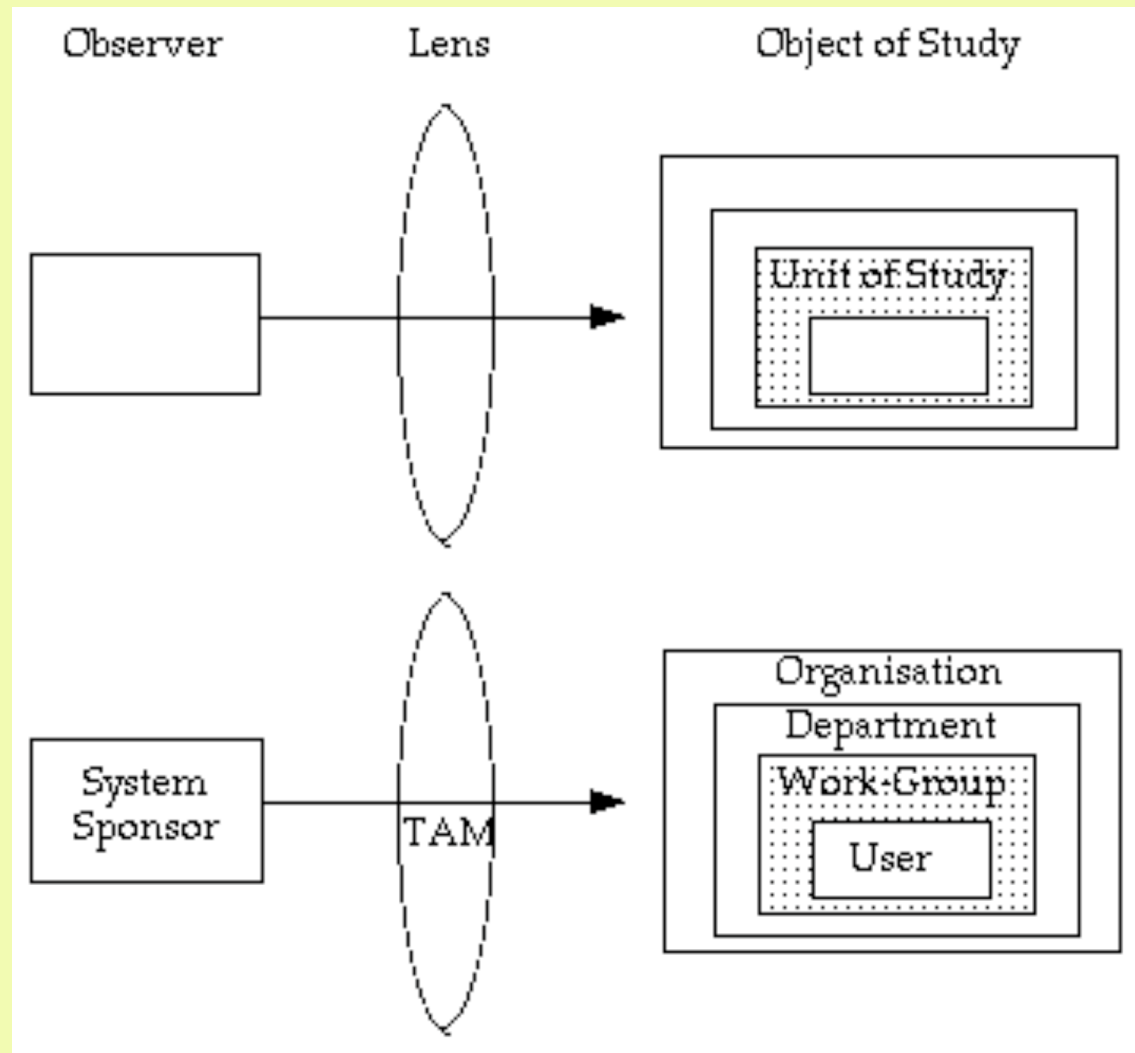 Observer
Lens
Object of Study
Unit of Study
Organisation
Department
Work-Group
User
System
Sponsor
TAM